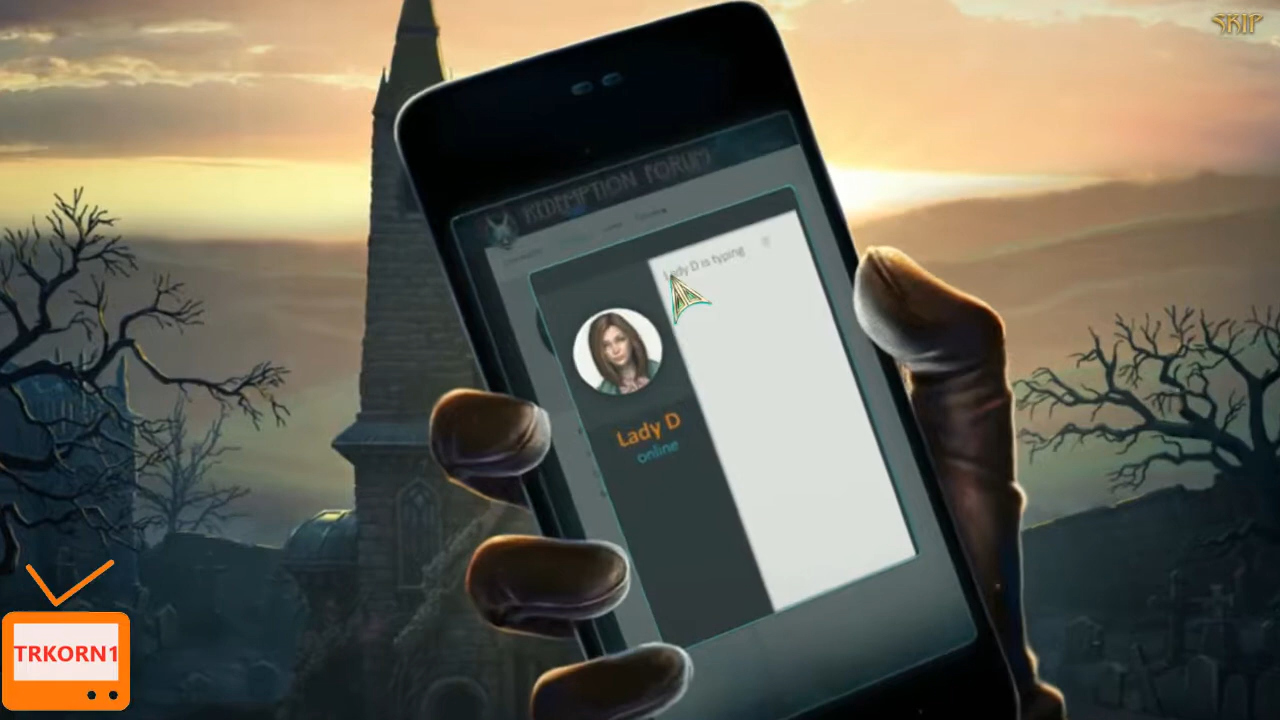 SKIP
REDEMPTION FORUM
Lady D is typing
Lady D
online
TRKORN1